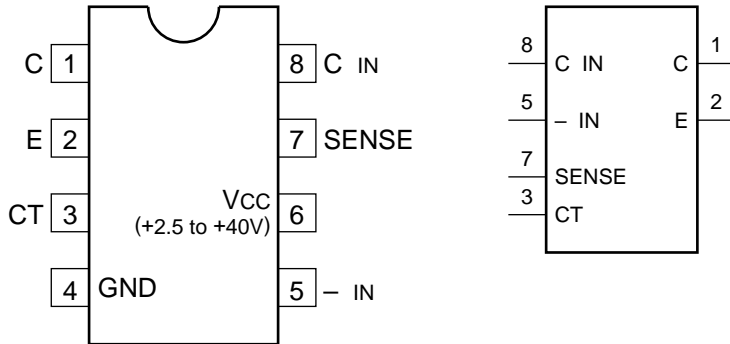 C 1 8 C IN
E 2 7 SENSE
CT 3 VCC 6
(+2.5 to +40V)
4 GND 5 – IN
8 C IN C 1
5 – IN E 2
7 SENSE
3 CT